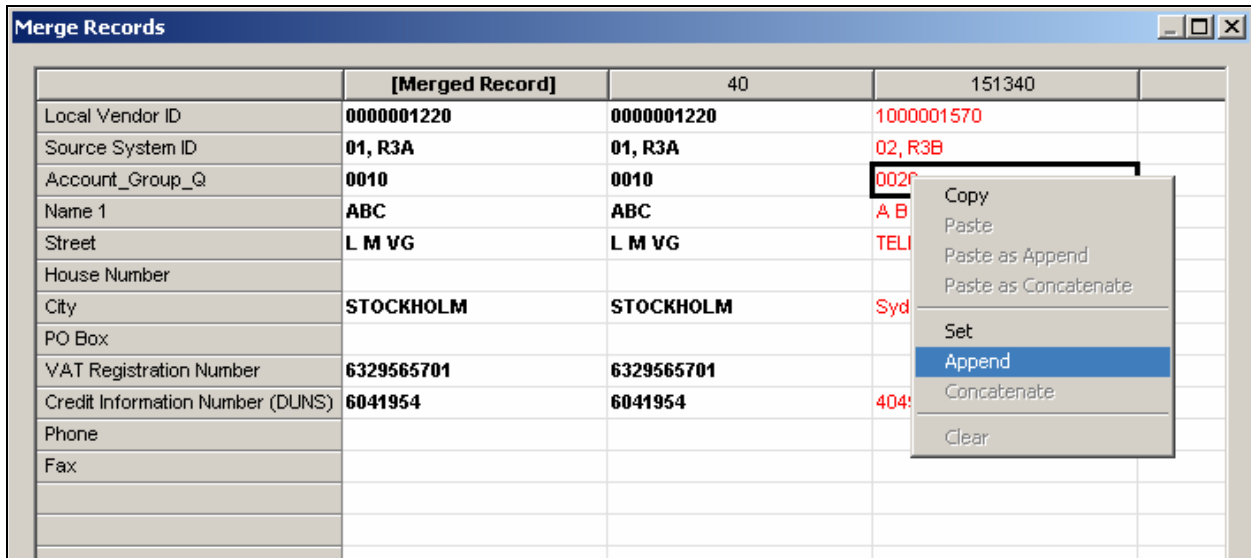 Merge Records
[Merged Record] 40 151340
Local Vendor ID 0000001220 0000001220 1000001570
Source System ID 01, R3A 01, R3A 02, R3B
Account_Group_Q 0010 0010
Name 1 ABC ABC A B
Street L M VG L M VG
House Number
City STOCKHOLM STOCKHOLM
PO Box
VAT Registration Number 6329565701 6329565701
Credit Information Number (DUNS) 6041954 6041954
Phone
Fax
Copy
Paste
Paste as Append
Paste as Concatenate
Set
Append
Concatenate
Clear